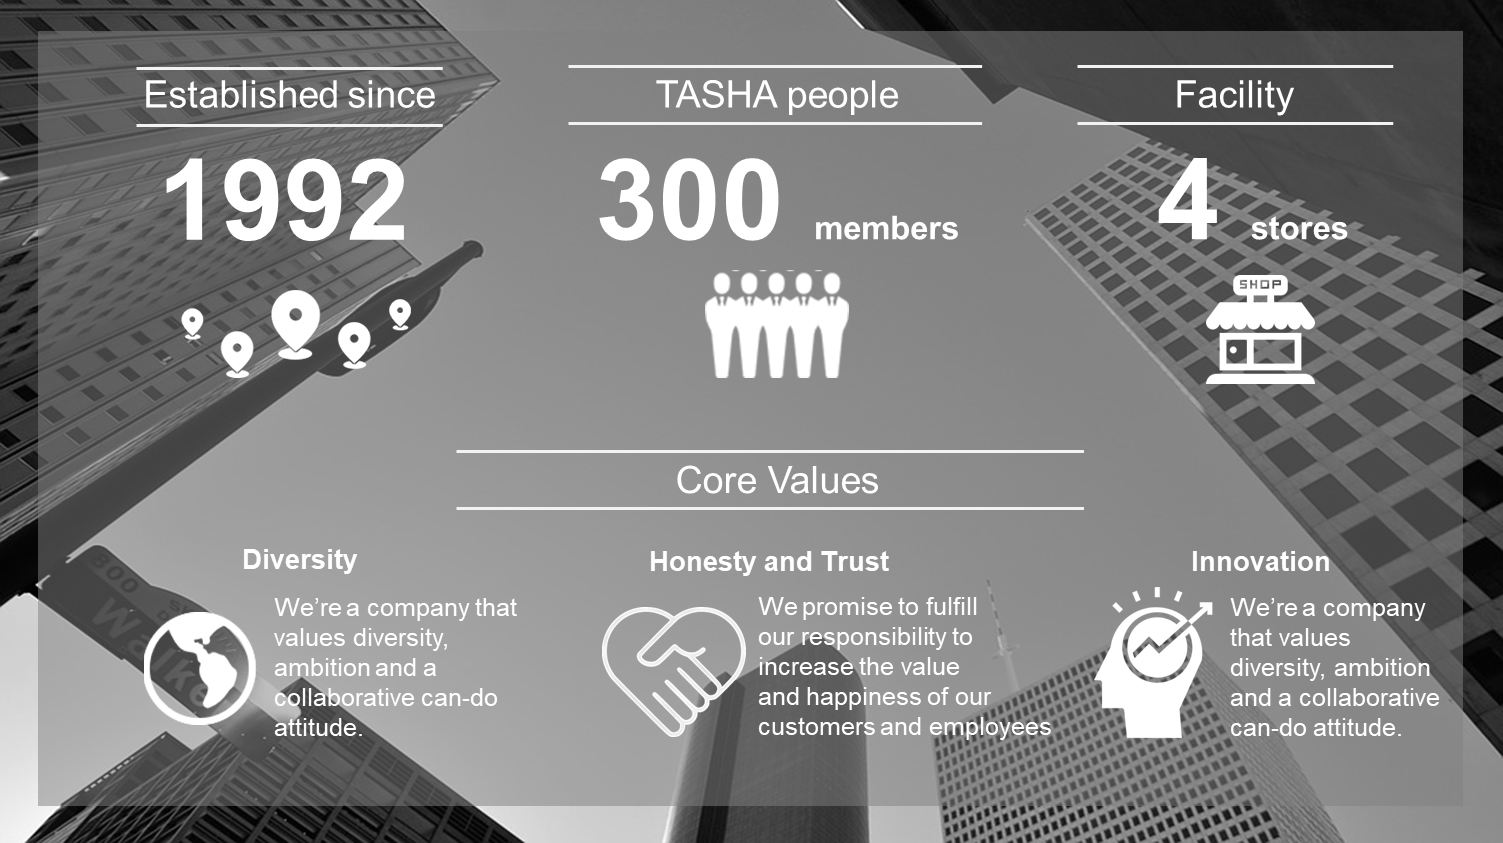 Established since
TASHA people
Facility
1992
300 members
4 stores
SHOP
Core Values
Diversity
We’re a company that
values diversity,
ambition and a
collaborative can-do
attitude.
Honesty and Trust
We promise to fulfill
our responsibility to
increase the value
and happiness of our
customers and employees
Innovation
We’re a company
that values
diversity, ambition
and a collaborative
can-do attitude.
300
Walker